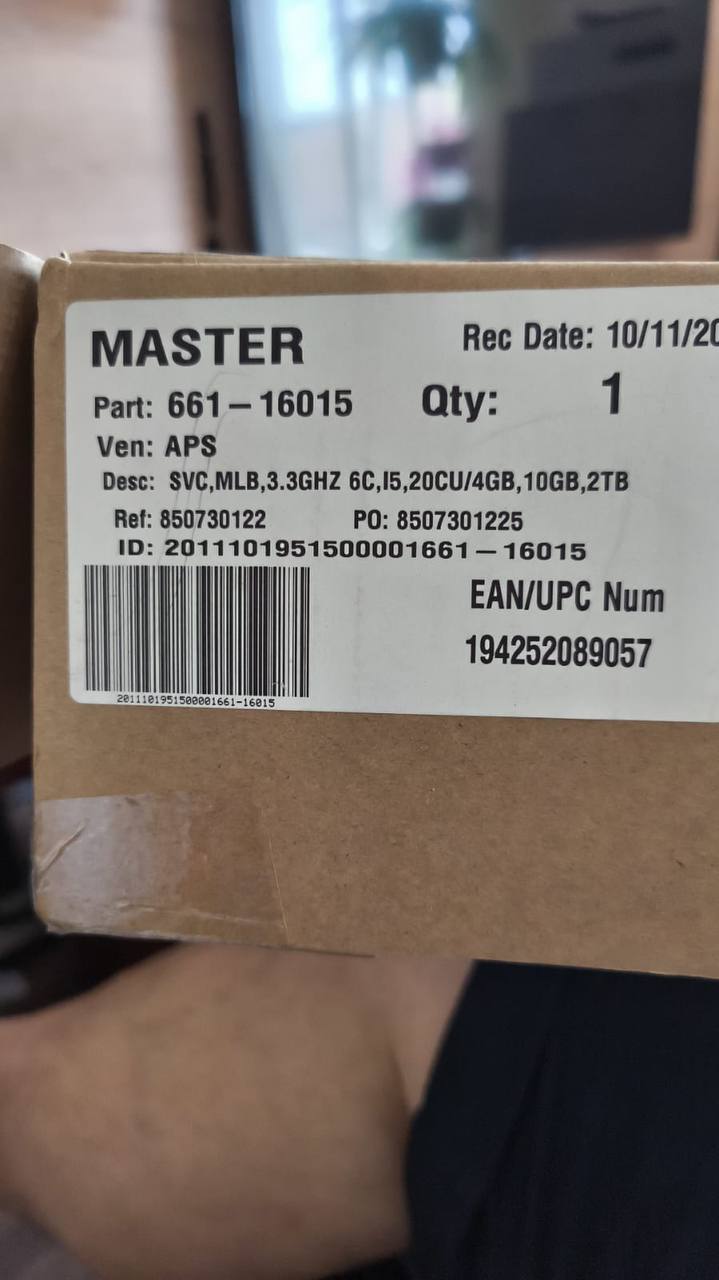 MASTER
Rec Date: 10/11/20
Part: 661-16015
Qty: 1
Ven: APS
Desc: SVC,MLB,3.3GHZ 6C,I5,20CU/4GB,10GB,2TB
Ref: 850730122
PO: 8507301225
ID: 2011101951500001661-16015
EAN/UPC Num
194252089057
2011101951500001661-16015